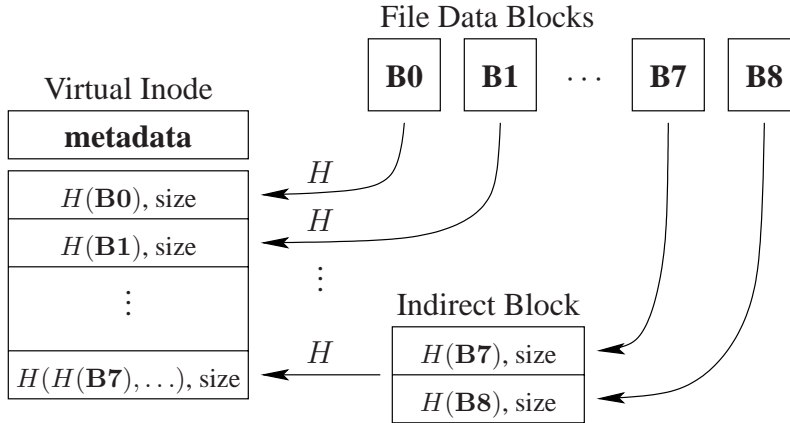 File Data Blocks
B0 B1 ... B7 B8
Virtual Inode
metadata
H
H(B0), size
H
H(B1), size
⋮
⋮
Indirect Block
H
H(B7), size
H(H(B7),...), size
H(B8), size